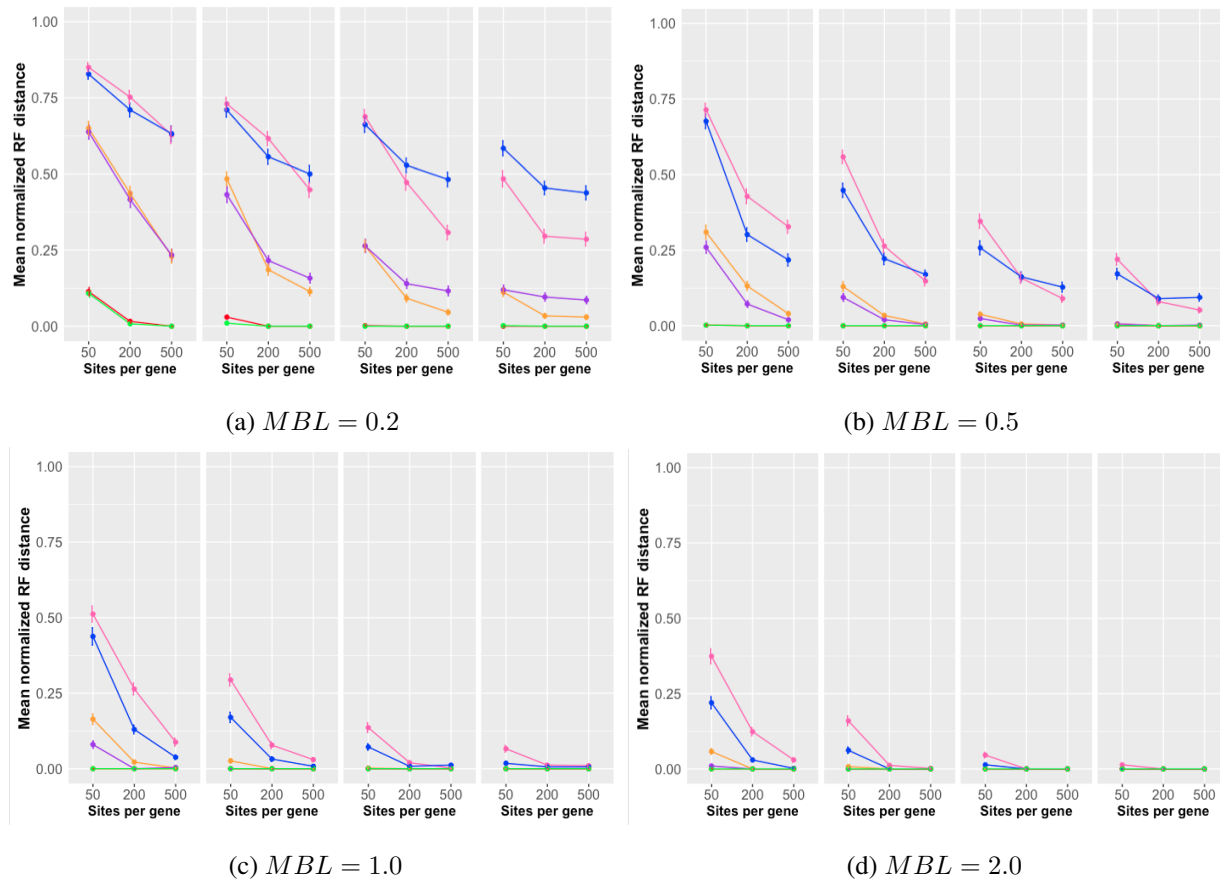 1.00
0.75
0.50
0.25
0.00
Mean normalized RF distance
50 200 500 50 200 500 50 200 500 50 200 500
Sites per gene Sites per gene Sites per gene Sites per gene
(a) MBL = 0.2
1.00
0.75
0.50
0.25
0.00
Mean normalized RF distance
50 200 500 50 200 500 50 200 500 50 200 500
Sites per gene Sites per gene Sites per gene Sites per gene
(b) MBL = 0.5
1.00
0.75
0.50
0.25
0.00
Mean normalized RF distance
50 200 500 50 200 500 50 200 500 50 200 500
Sites per gene Sites per gene Sites per gene Sites per gene
(c) MBL = 1.0
1.00
0.75
0.50
0.25
0.00
Mean normalized RF distance
50 200 500 50 200 500 50 200 500 50 200 500
Sites per gene Sites per gene Sites per gene Sites per gene
(d) MBL = 2.0